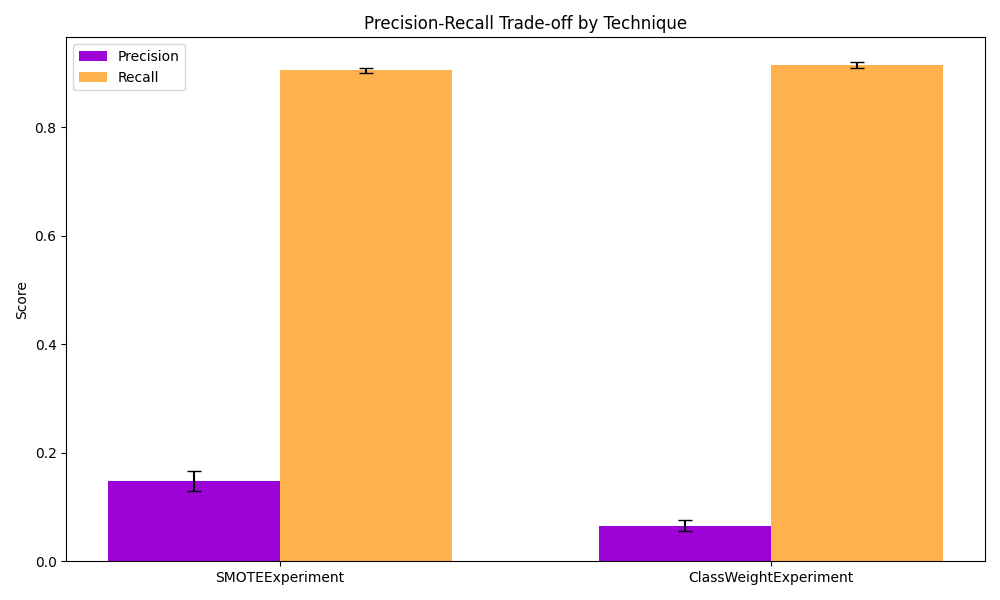 Precision-Recall Trade-off by Technique
Precision
Recall
Score
0.8
0.6
0.4
0.2
0.0
SMOTEExperiment
ClassWeightExperiment